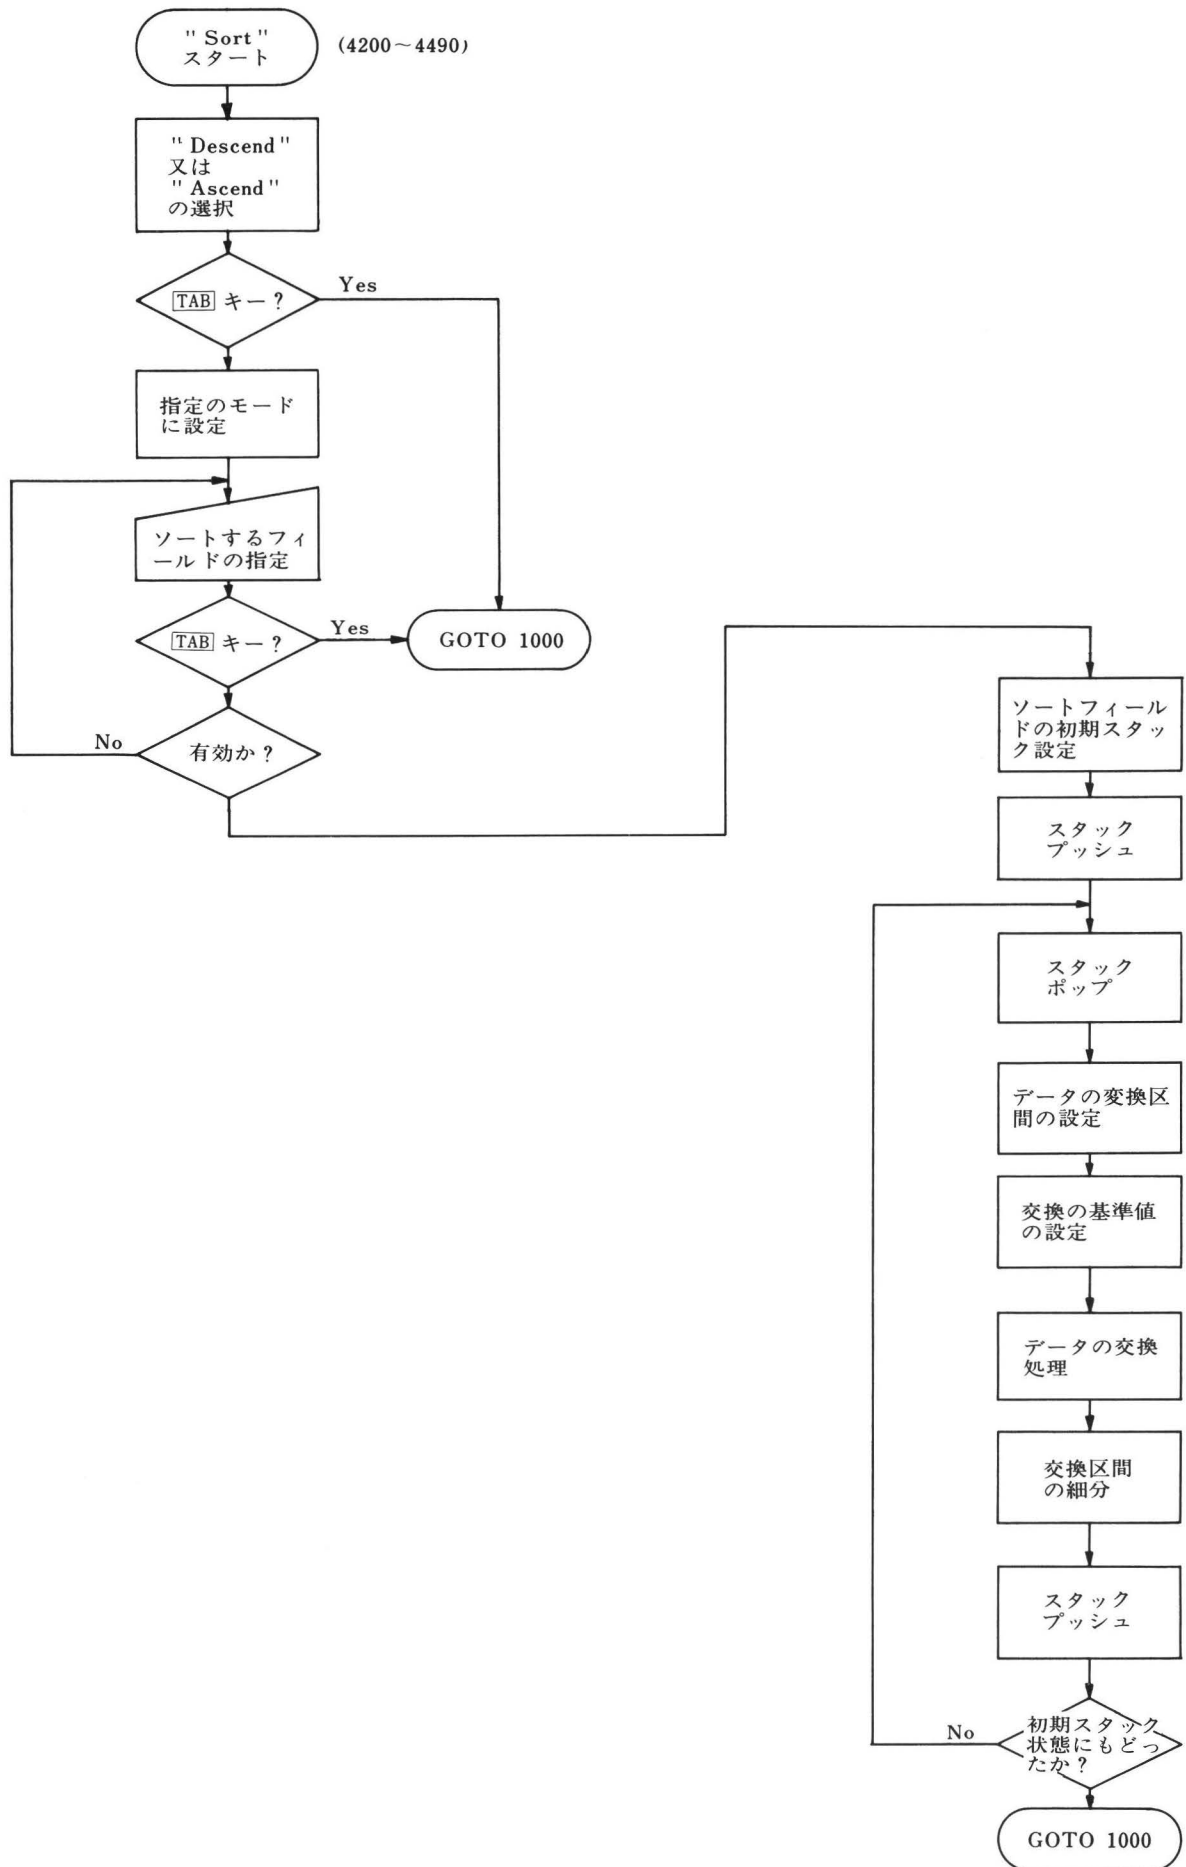 "Sort"
スタート
(4200～4490)
"Descend"
又は
"Ascend"
の選択
TAB キー？
Yes
指定のモード
に設定
ソートするフィ
ールドの指定
TAB キー？
Yes
GOTO 1000
有効か？
No
ソートフィール
ドの初期スタッ
ク設定
スタック
プッシュ
スタック
ポップ
データの変換区
間の設定
交換の基準値
の設定
データの交換
処理
交換区間
の細分
スタック
プッシュ
初期スタック
状態にもどっ
たか？
No
GOTO 1000